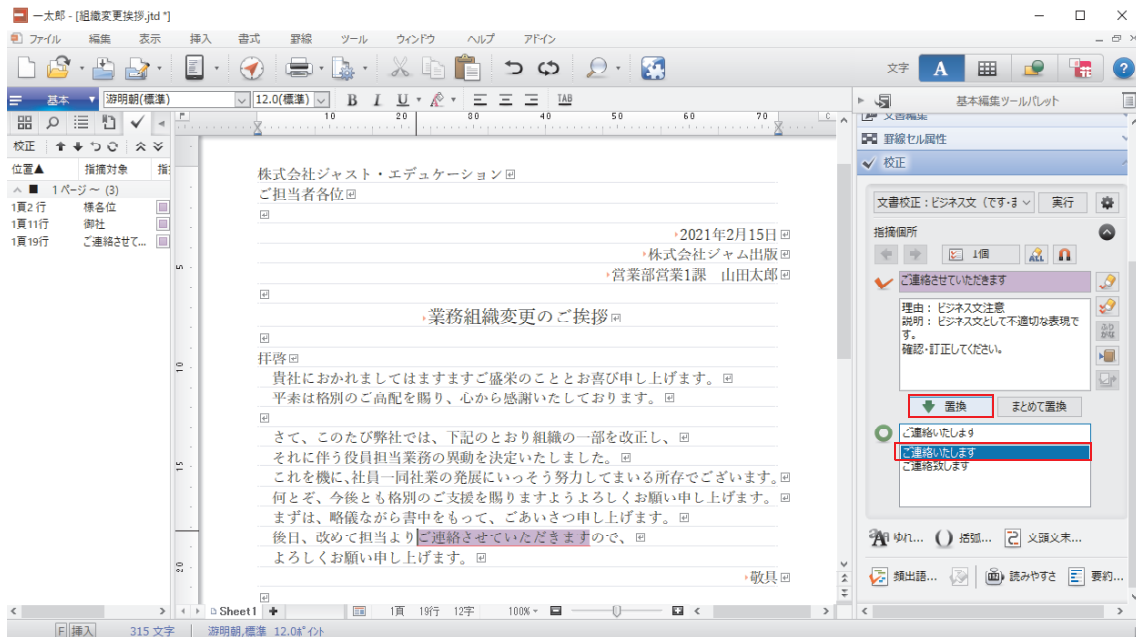 一太郎 - [組織変更挨拶.jtd *]
ファイル 編集 表示 挿入 書式 罫線 ツール ウィンドウ ヘルプ アドイン
文字 A ?
基本 游明朝(標準) 12.0(標準) B I U TAB
基本編集ツールパレット
10 20 30 40 50 60 70
校正
位置▲ 指摘対象 指
1ページ~ (3)
1頁2行 様各位
1頁11行 御社
1頁19行 ご連絡させて...
株式会社ジャスト・エデュケーション
ご担当者各位
2021年2月15日
株式会社ジャム出版
営業部営業1課 山田太郎
業務組織変更のご挨拶
拝啓
貴社におかれましてはますますご盛栄のこととお喜び申し上げます。
平素は格別のご高配を賜り、心から感謝いたしております。
さて、このたび弊社では、下記のとおり組織の一部を改正し、
それに伴う役員担当業務の異動を決定いたしました。
これを機に、社員一同社業の発展にいっそう努力してまいる所存でございます。
何とぞ、今後とも格別のご支援を賜りますようよろしくお願い申し上げます。
まずは、略儀ながら書中をもって、ごあいさつ申し上げます。
後日、改めて担当よりご連絡させていただきますので、
よろしくお願い申し上げます。
敬具
5
10
15
20
文書編集
罫線セル属性
校正
文書校正:ビジネス文(です・ま 実行
指摘個所
1個 ALL
ご連絡させていただきます
理由: ビジネス文注意
説明: ビジネス文として不適切な表現で
す。
確認・訂正してください。
ふり
がな
置換 まとめて置換
ご連絡いたします
ご連絡いたします
ご連絡致します
ゆれ... 括弧... 文頭文末...
頻出語... 読みやすさ 要約...
Sheet1 1頁 19行 12字 100%
F 挿入 315 文字 游明朝,標準 12.0ポイント